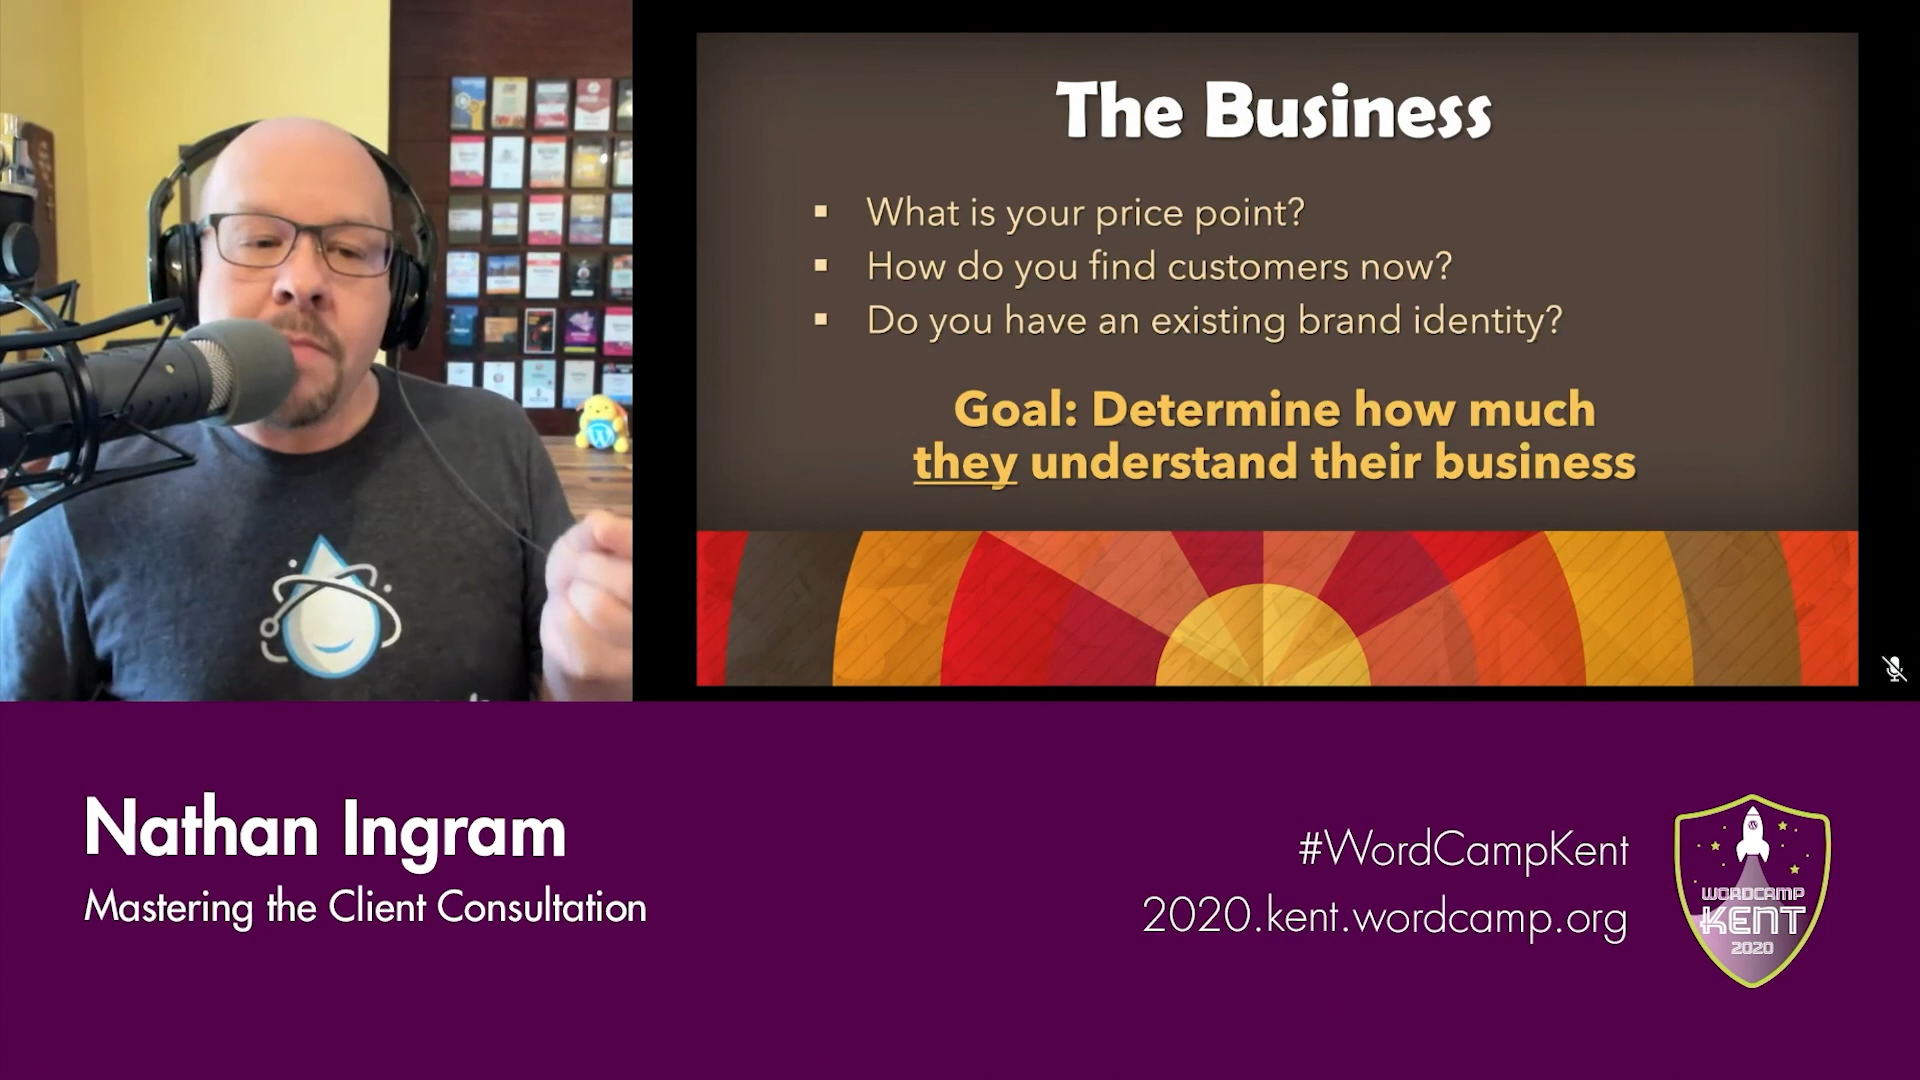 The Business
▪ What is your price point?
▪ How do you find customers now?
▪ Do you have an existing brand identity?
Goal: Determine how much
they understand their business
Nathan Ingram
Mastering the Client Consultation
#WordCampKent
2020.kent.wordcamp.org
WORDCAMP
KENT
2020